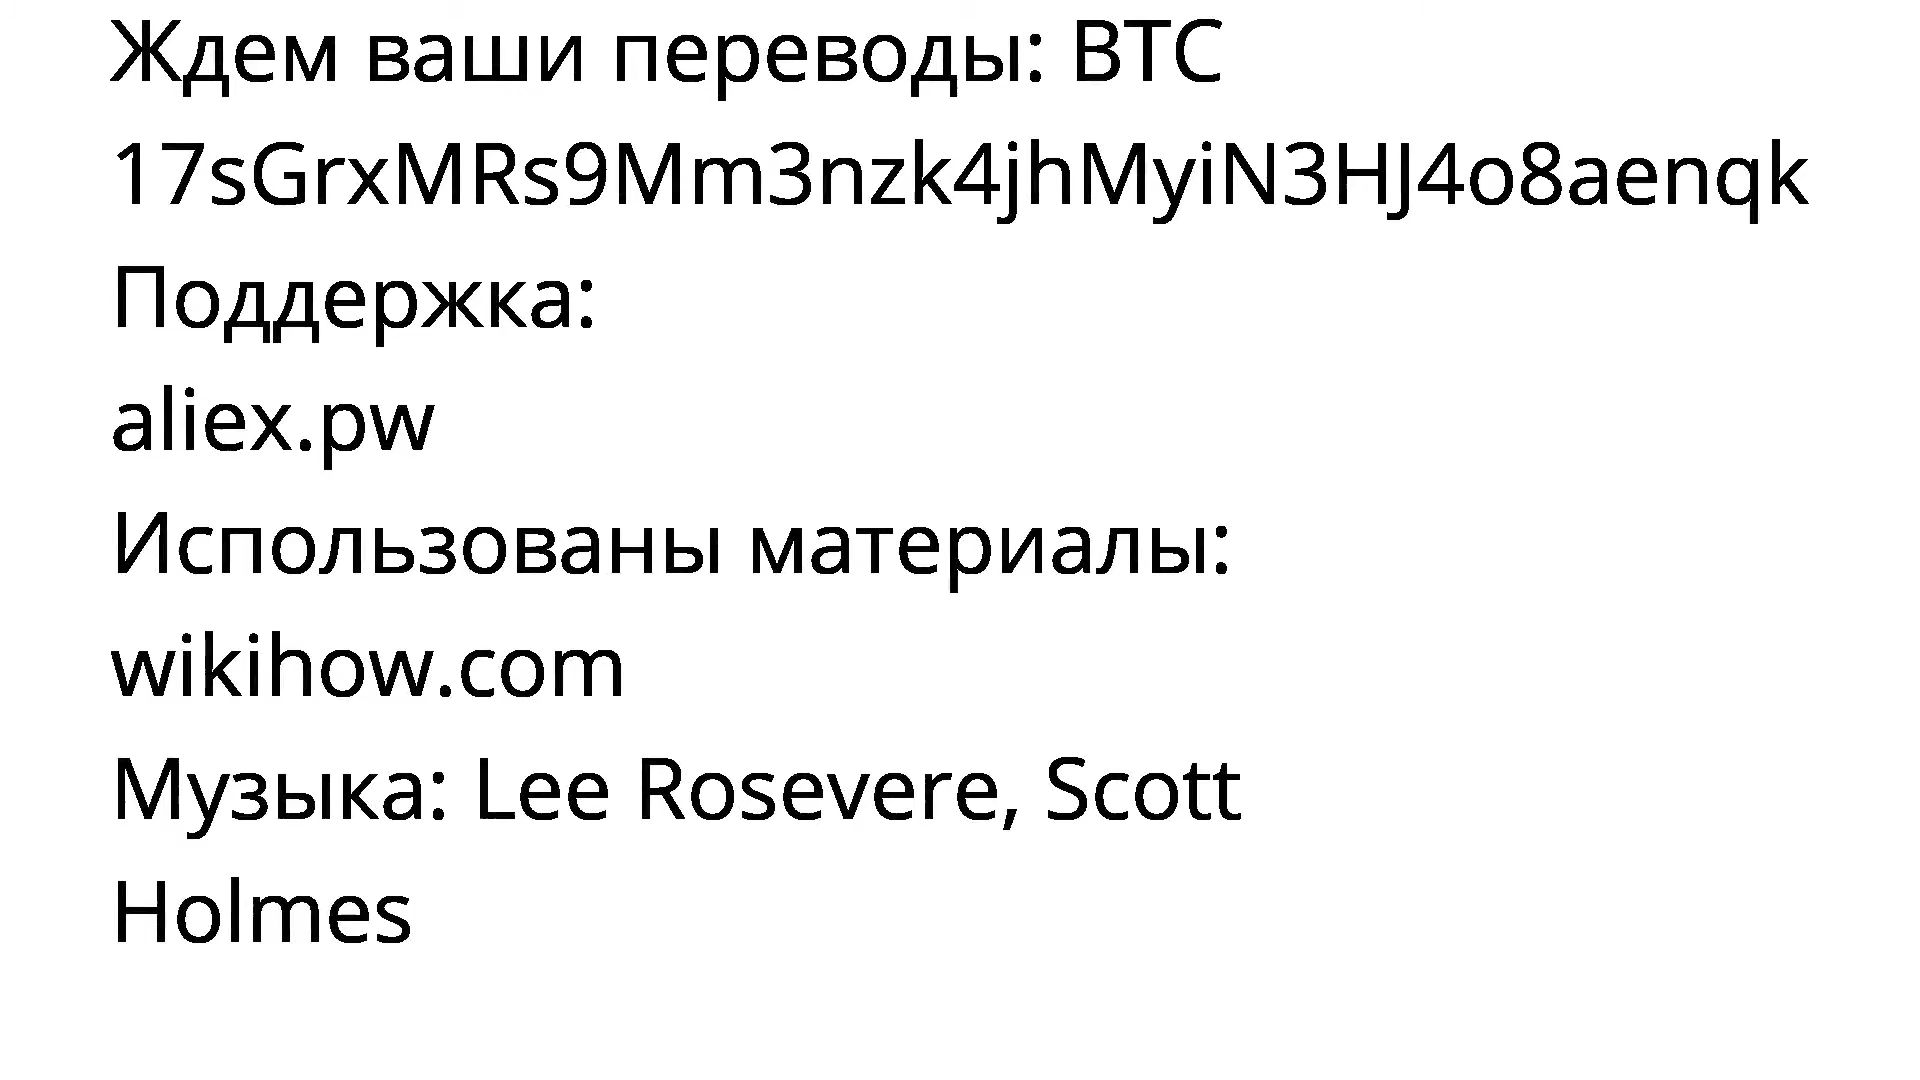 Ждем ваши переводы: BTC
17sGrxMRs9Mm3nzk4jhMyiN3HJ4o8aenqk
Поддержка:
aliex.pw
Использованы материалы:
wikihow.com
Музыка: Lee Rosevere, Scott
Holmes